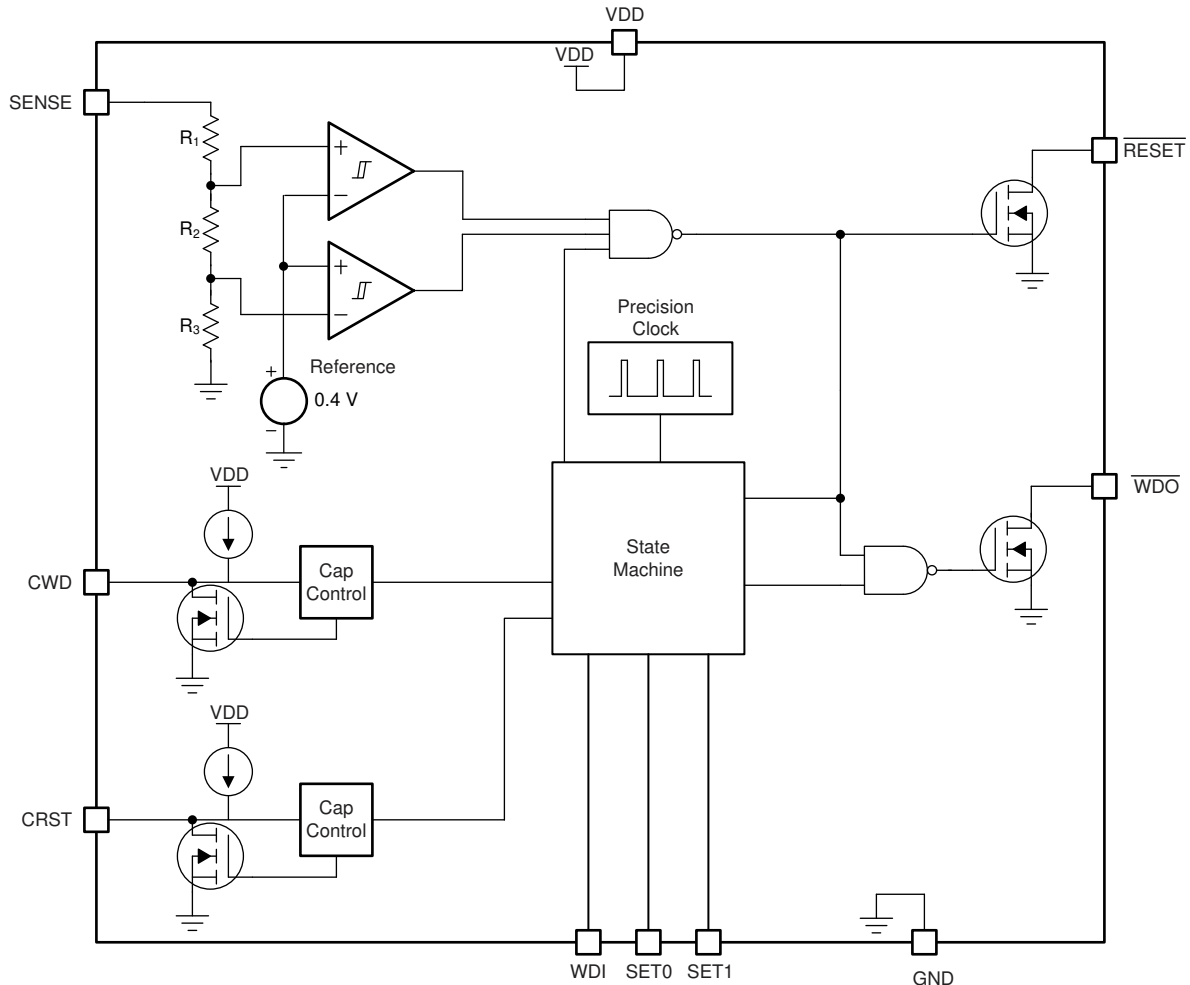 VDD
VDD
SENSE
R1
+
RESET
−
R2
+
−
Precision
Clock
R3
Reference
+
0.4 V
−
VDD
WDO
State
Machine
Cap
Control
CWD
VDD
Cap
Control
CRST
WDI SET0 SET1
GND